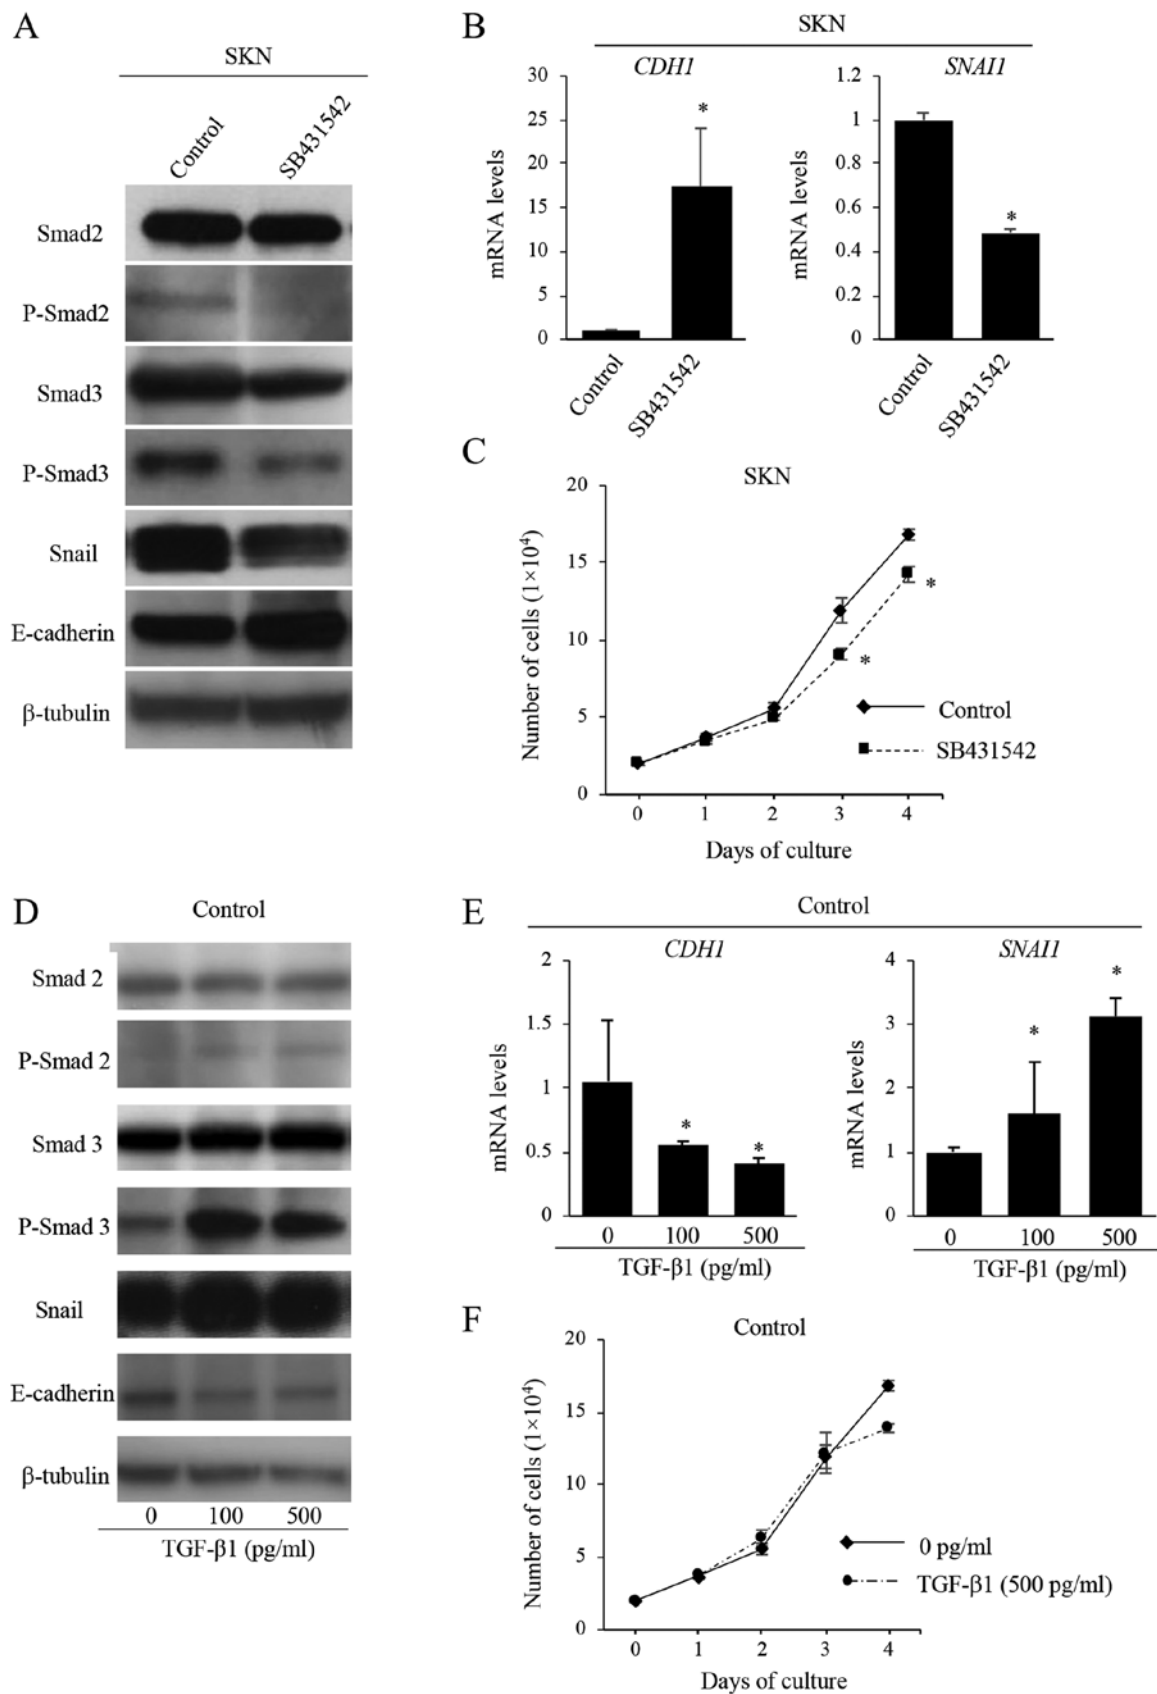 A
SKN
Control
SB431542
Smad2
P-Smad2
Smad3
P-Smad3
Snail
E-cadherin
β-tubulin
B
SKN
CDH1
mRNA levels
30
25
20
15
10
5
0
*
Control
SB431542
SNAI1
mRNA levels
1.2
1
0.8
0.6
0.4
0.2
0
*
Control
SB431542
C
SKN
Number of cells (1×10⁴)
20
15
10
5
0
*
*
Control
SB431542
0 1 2 3 4
Days of culture
D
Control
Smad 2
P-Smad 2
Smad 3
P-Smad 3
Snail
E-cadherin
β-tubulin
0 100 500
TGF-β1 (pg/ml)
E
Control
CDH1
mRNA levels
2
1.5
1
0.5
0
*
*
0 100 500
TGF-β1 (pg/ml)
SNAI1
mRNA levels
4
3
2
1
0
*
*
0 100 500
TGF-β1 (pg/ml)
F
Control
Number of cells (1×10⁴)
20
15
10
5
0
0 pg/ml
TGF-β1 (500 pg/ml)
0 1 2 3 4
Days of culture